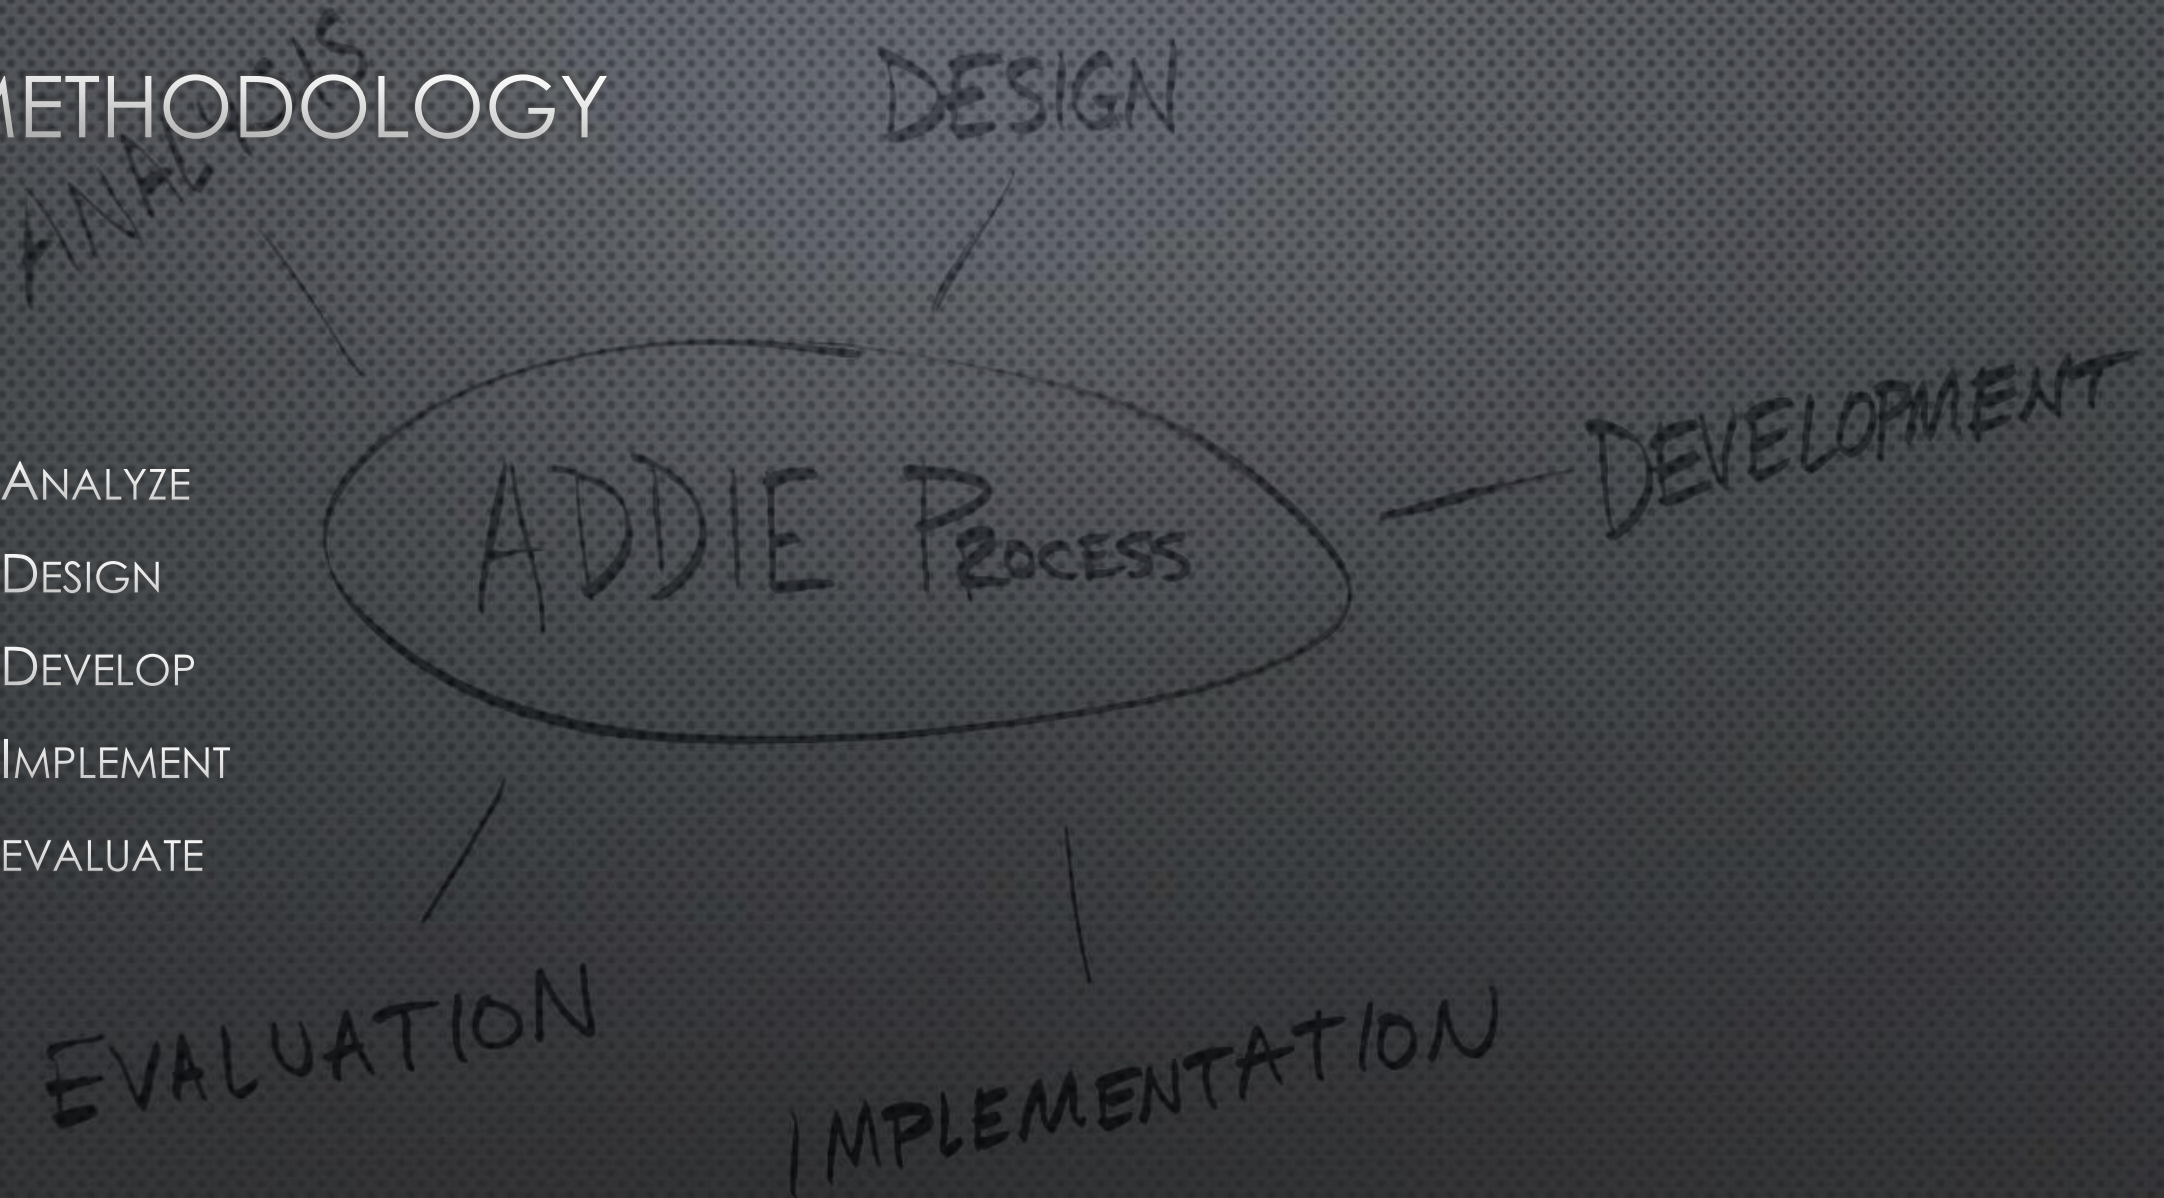 METHODOLOGY
ANALYSIS
DESIGN
DEVELOPMENT
ADDIE PROCESS
ANALYZE
DESIGN
DEVELOP
IMPLEMENT
EVALUATE
EVALUATION
IMPLEMENTATION